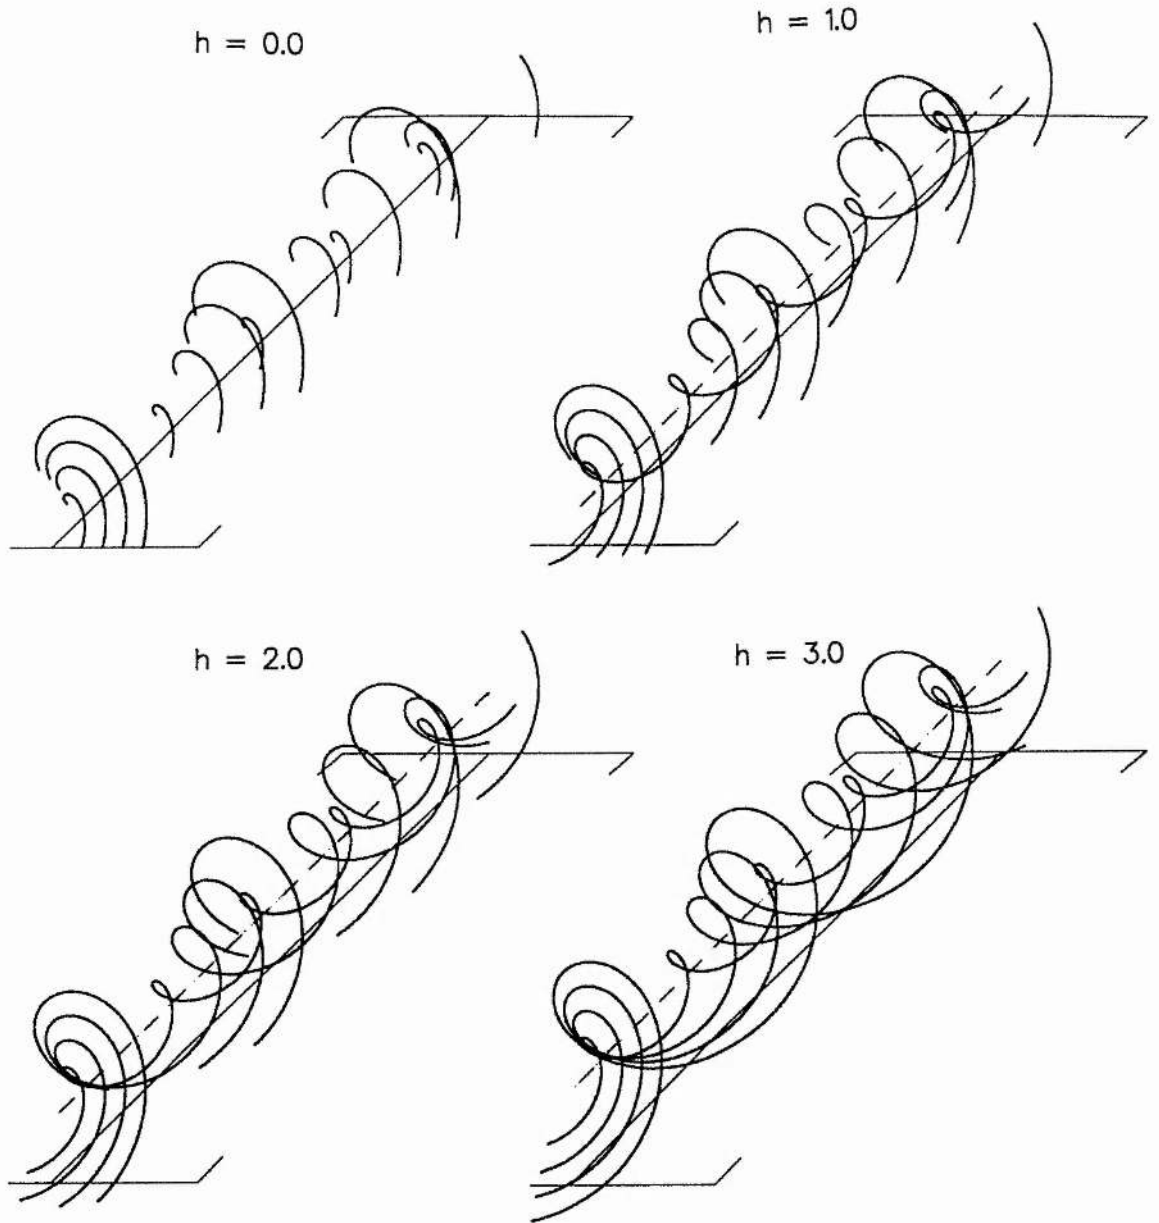 h = 0.0
h = 1.0
h = 2.0
h = 3.0